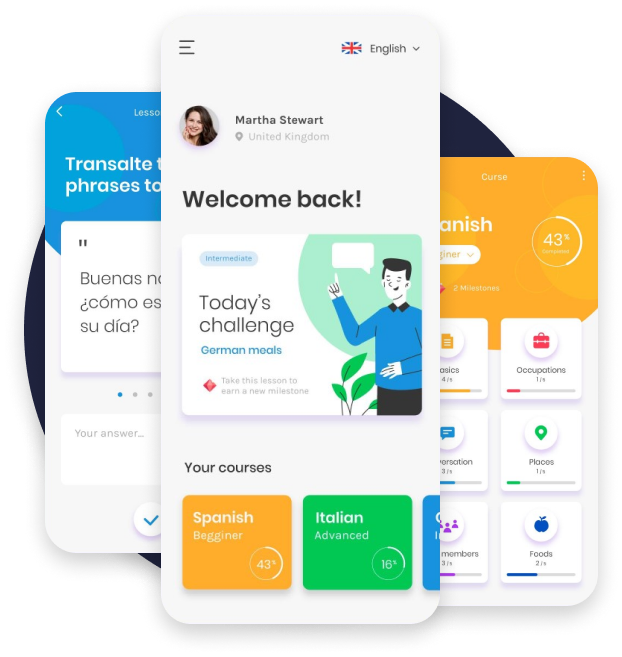 English
Martha Stewart
United Kingdom
Welcome back!
Intermediate
Today's
challenge
German meals
Take this lesson to
earn a new milestone
Your courses
Spanish
Begginer
43%
Italian
Advanced
16%
Lesso
Transalte t
phrases to
"
Buenas no
¿cómo es
su día?
Your answer...
Curse
anish
giner
43%
Completed
2 Milestones
asics
4/5
Occupations
1/5
versation
3/5
Places
1/5
members
3/5
Foods
2/5